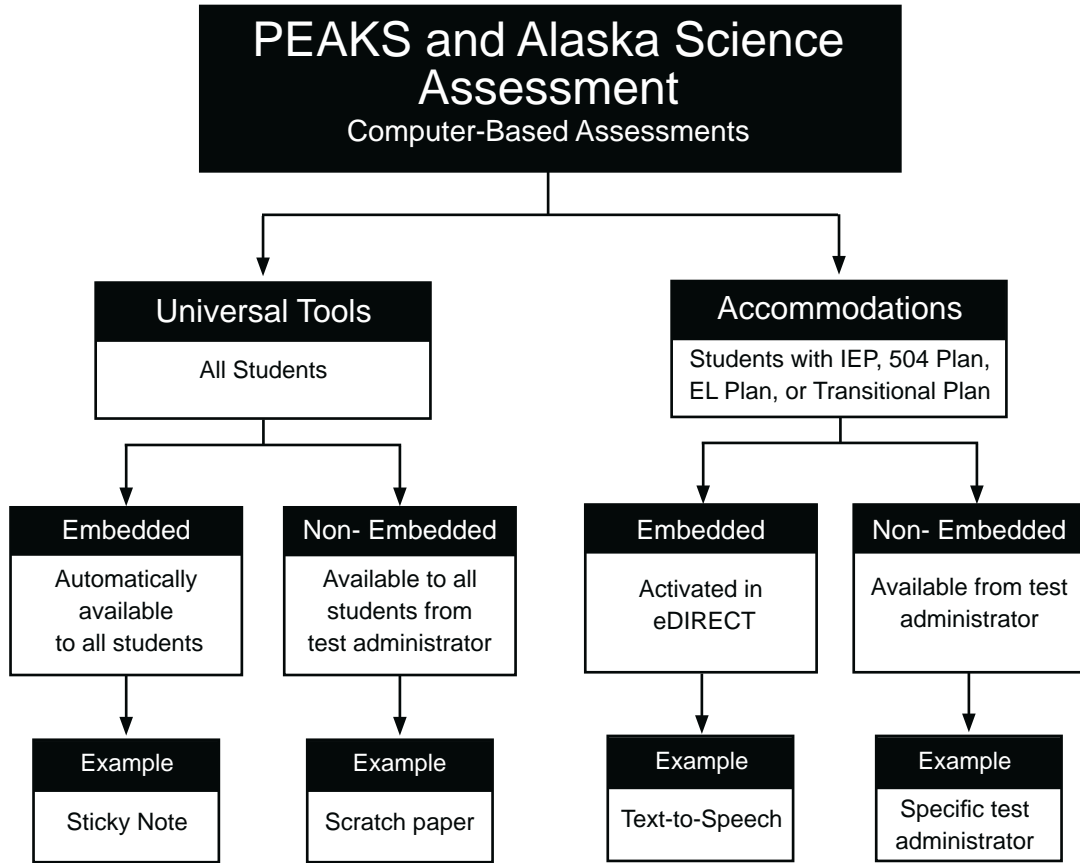 PEAKS and Alaska Science
Assessment
Computer-Based Assessments
Universal Tools
All Students
Accommodations
Students with IEP, 504 Plan,
EL Plan, or Transitional Plan
Embedded
Automatically
available
to all students
Non- Embedded
Available to all
students from
test administrator
Embedded
Activated in
eDIRECT
Non- Embedded
Available from test
administrator
Example
Sticky Note
Example
Scratch paper
Example
Text-to-Speech
Example
Specific test
administrator